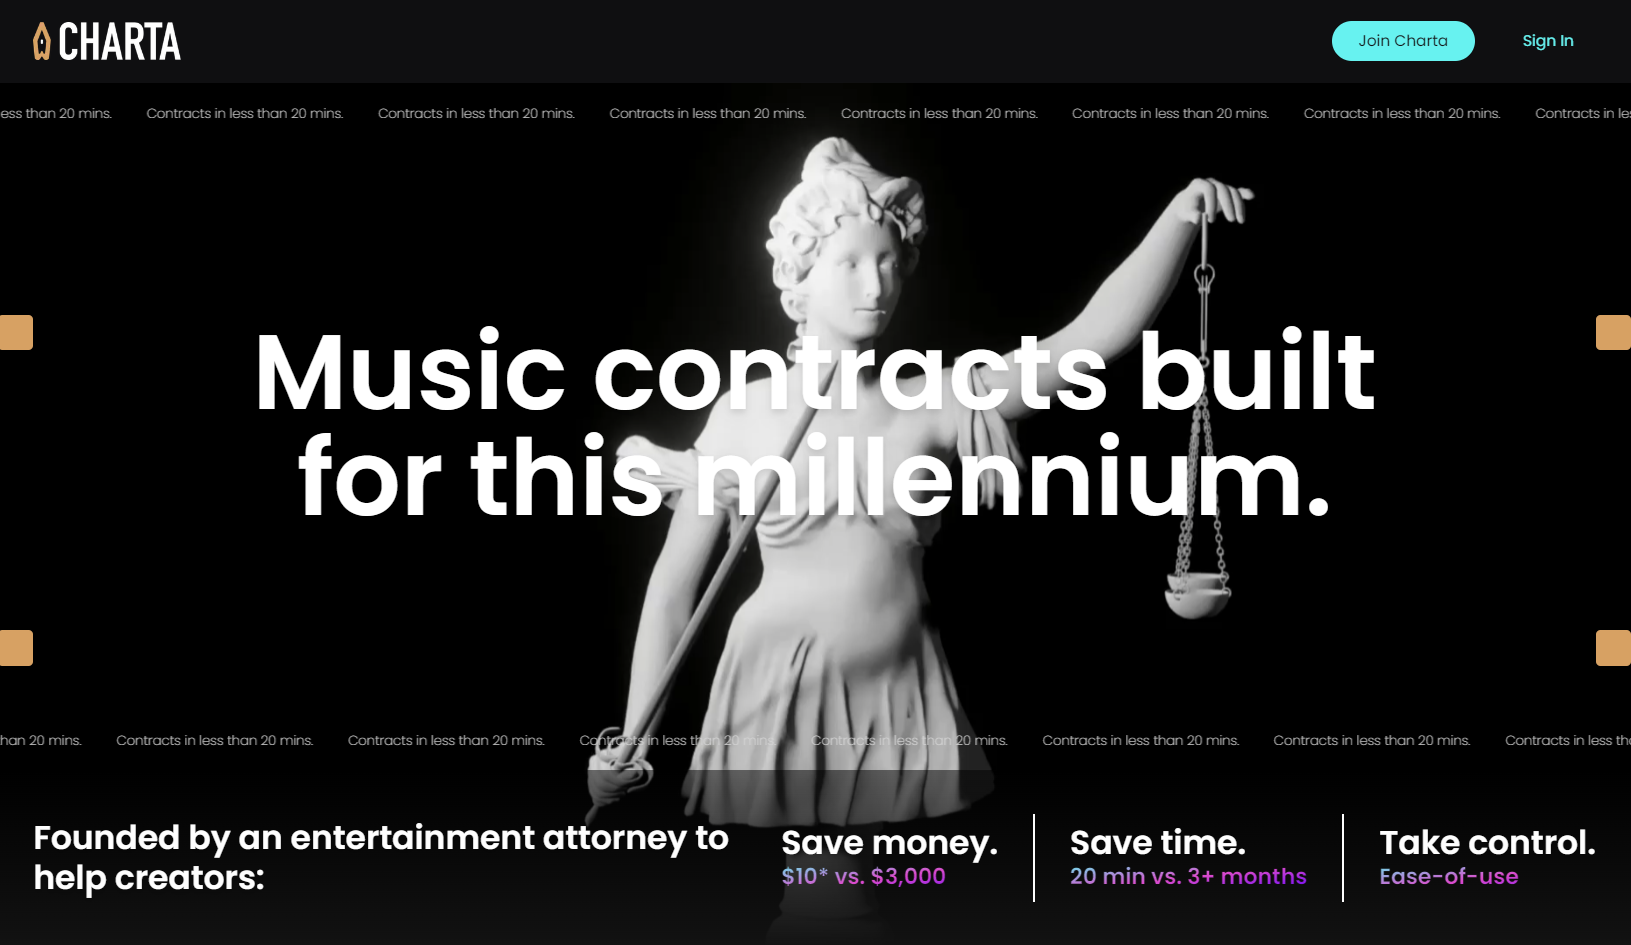 CHARTA
Join Charta
Sign In
ess than 20 mins. Contracts in less than 20 mins. Contracts in less than 20 mins. Contracts in less than 20 mins. Contracts in less than 20 mins. Contracts in less than 20 mins. Contracts in less than 20 mins. Contracts in les
Music contracts built
for this millennium.
han 20 mins. Contracts in less than 20 mins. Contracts in less than 20 mins. Contracts in less than 20 mins. Contracts in less than 20 mins. Contracts in less than 20 mins. Contracts in less than 20 mins. Contracts in less tha
Founded by an entertainment attorney to
help creators:
Save money.
$10* vs. $3,000
Save time.
20 min vs. 3+ months
Take control.
Ease-of-use